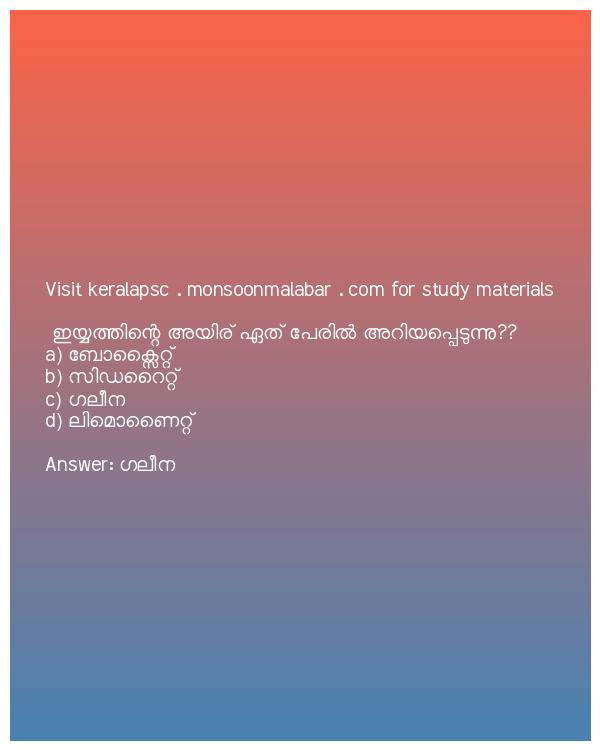 Visit keralapsc . monsoonmalabar . com for study materials
ഇയ്യത്തിന്റെ അയിര് ഏത് പേരിൽ അറിയപ്പെടുന്നു??
a) ബോക്സൈറ്റ്
b) സിഡറൈറ്റ്
c) ഗലീന
d) ലിമൊണൈറ്റ്
Answer: ഗലീന